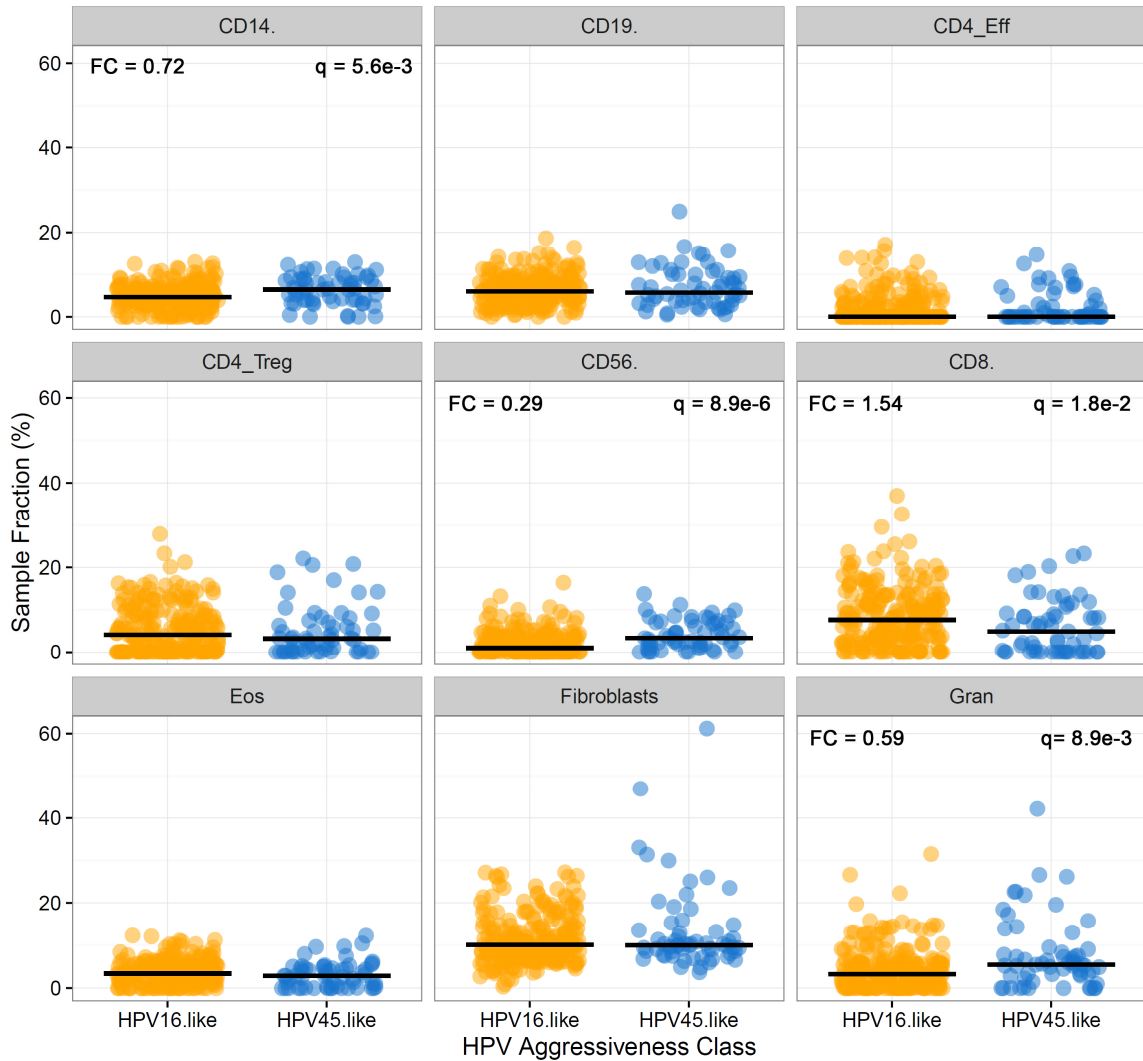 CD14. CD19. CD4_Eff
60
FC = 0.72 q = 5.6e-3
40
20
0
CD4_Treg CD56. CD8.
60
FC = 0.29 q = 8.9e-6 FC = 1.54 q = 1.8e-2
40
20
0
Sample Fraction (%)
Eos Fibroblasts Gran
60
FC = 0.59 q= 8.9e-3
40
20
0
HPV16.like HPV45.like HPV16.like HPV45.like HPV16.like HPV45.like
HPV Aggressiveness Class